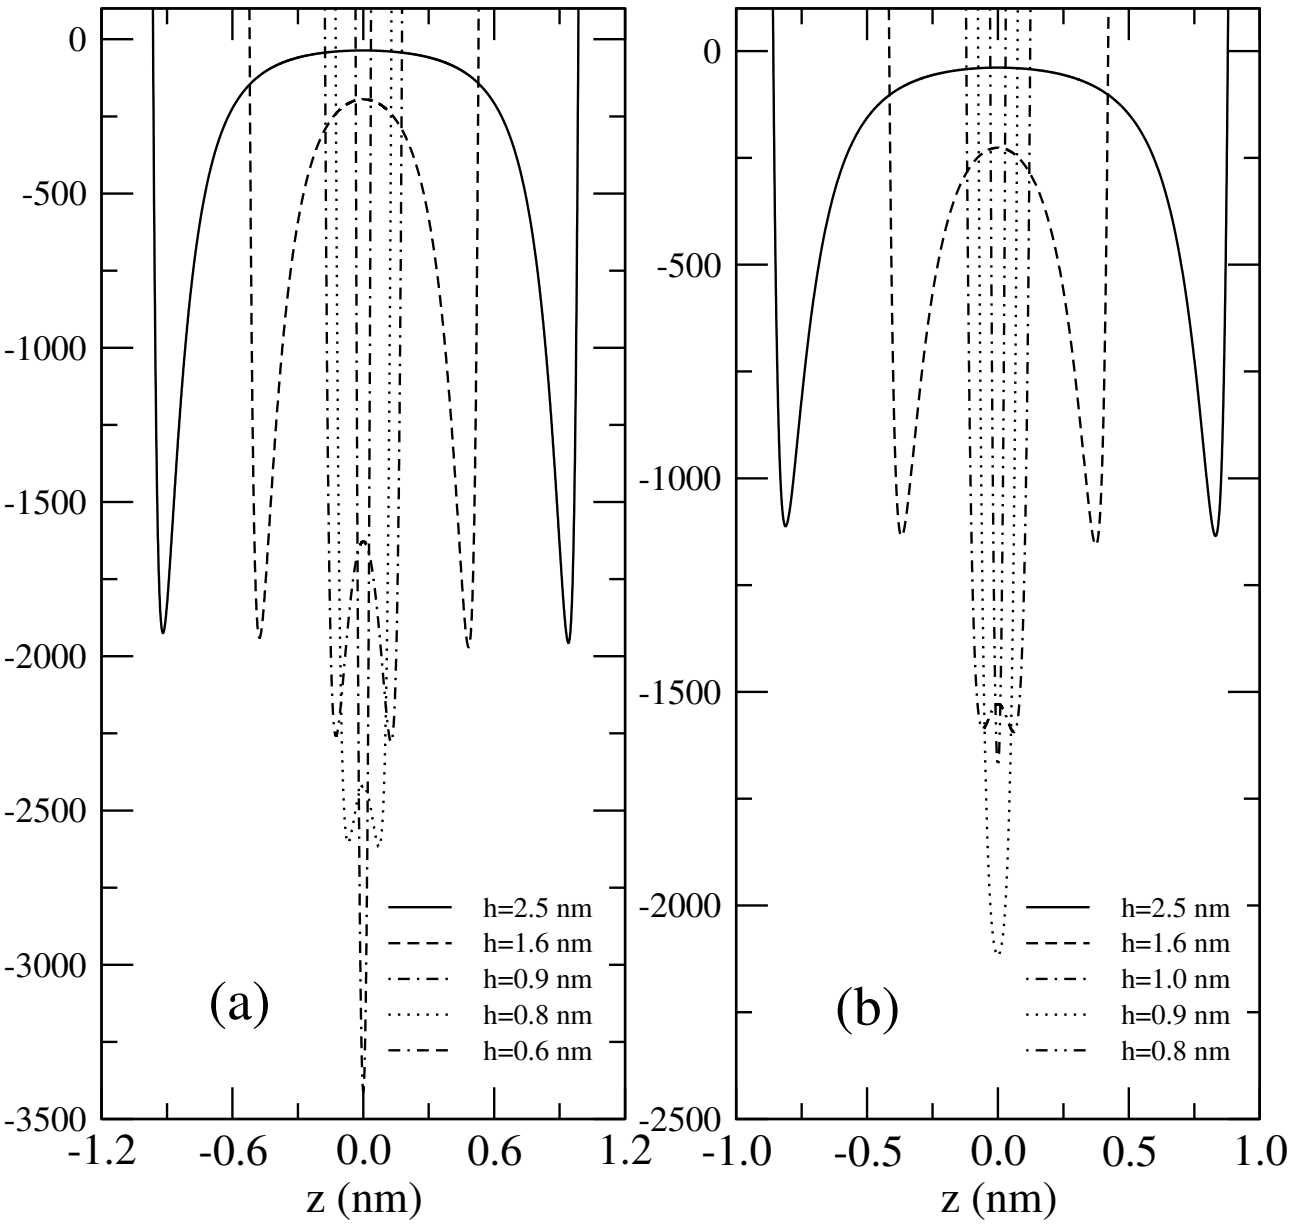 0
-500
-1000
-1500
-2000
-2500
-3000
-3500
-1.2 -0.6 0.0 0.6 1.2
z (nm)
(a)
h=2.5 nm
h=1.6 nm
h=0.9 nm
h=0.8 nm
h=0.6 nm
0
-500
-1000
-1500
-2000
-2500
-1.0 -0.5 0.0 0.5 1.0
z (nm)
(b)
h=2.5 nm
h=1.6 nm
h=1.0 nm
h=0.9 nm
h=0.8 nm